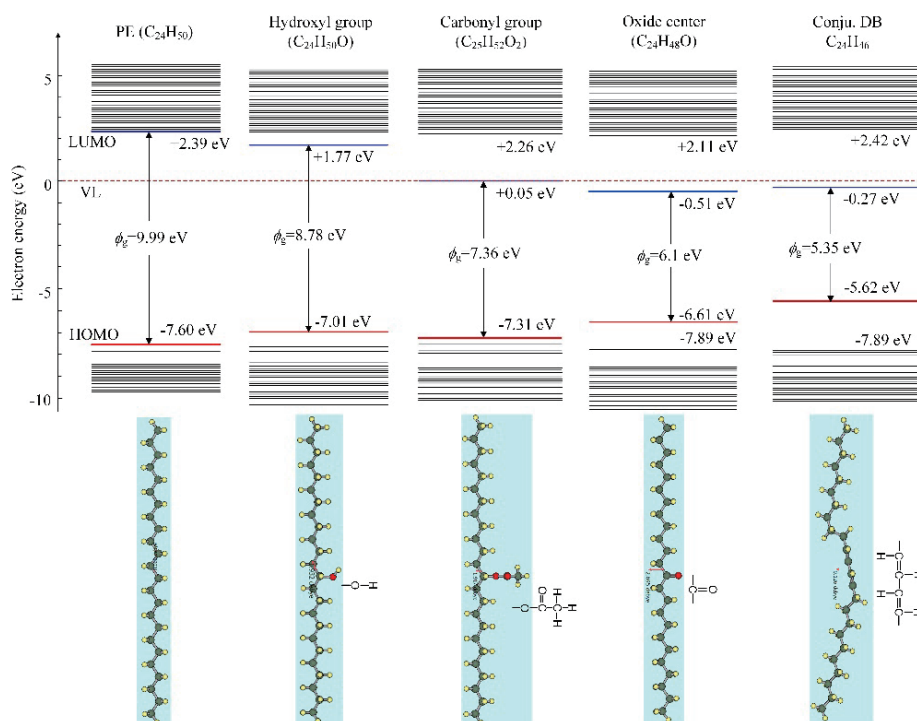 PE (C24H50)
Hydroxyl group
(C24H50O)
Carbonyl group
(C25H52O2)
Oxide center
(C24H48O)
Conju. DB
C24H46
Electron energy (eV)
5
0
-5
-10
LUMO
VL
HOMO
+2.39 eV
+1.77 eV
+2.26 eV
+2.11 eV
+2.42 eV
+0.05 eV
-0.51 eV
-0.27 eV
ϕg=9.99 eV
ϕg=8.78 eV
ϕg=7.36 eV
ϕg=6.1 eV
ϕg=5.35 eV
-7.60 eV
-7.01 eV
-7.31 eV
-6.61 eV
-7.89 eV
-5.62 eV
-7.89 eV
O
H
O
O
C
C
H
H
H
C
O
H
C
H
C
C
H
C
H